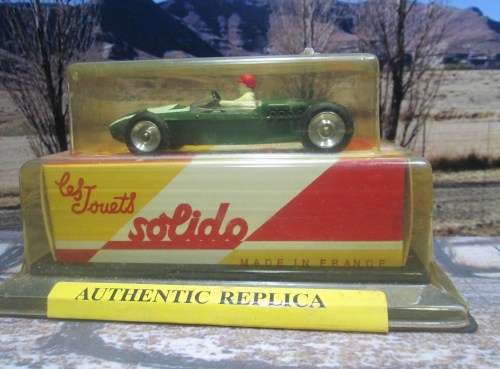 Les Jouets
solido
MADE IN FRANCE
AUTHENTIC REPLICA